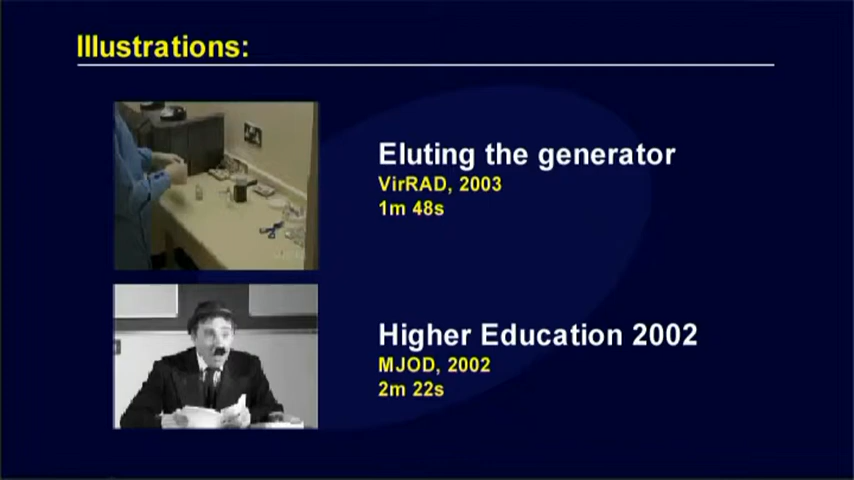 Illustrations:
Eluting the generator
VirRAD, 2003
1m 48s
Higher Education 2002
MJOD, 2002
2m 22s